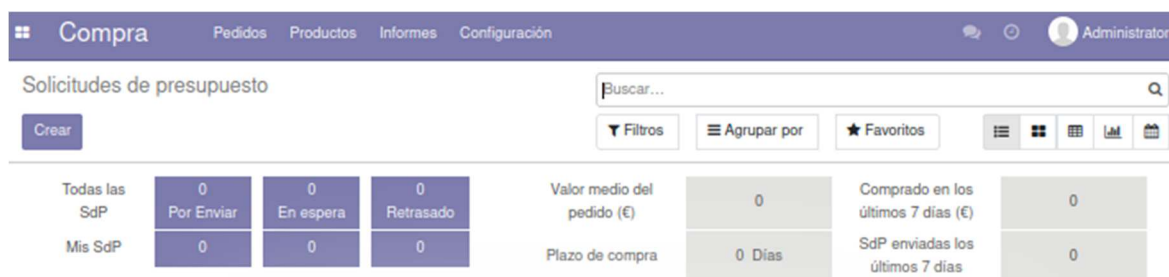 Compra Pedidos Productos Informes Configuración Administrator
Solicitudes de presupuesto
Buscar...
Crear
Filtros Agrupar por Favoritos
Todas las SdP
0 Por Enviar
0 En espera
0 Retrasado
Mis SdP 0 0 0
Valor medio del pedido (€) 0
Plazo de compra 0 Días
Comprado en los últimos 7 días (€) 0
SdP enviadas los últimos 7 días 0